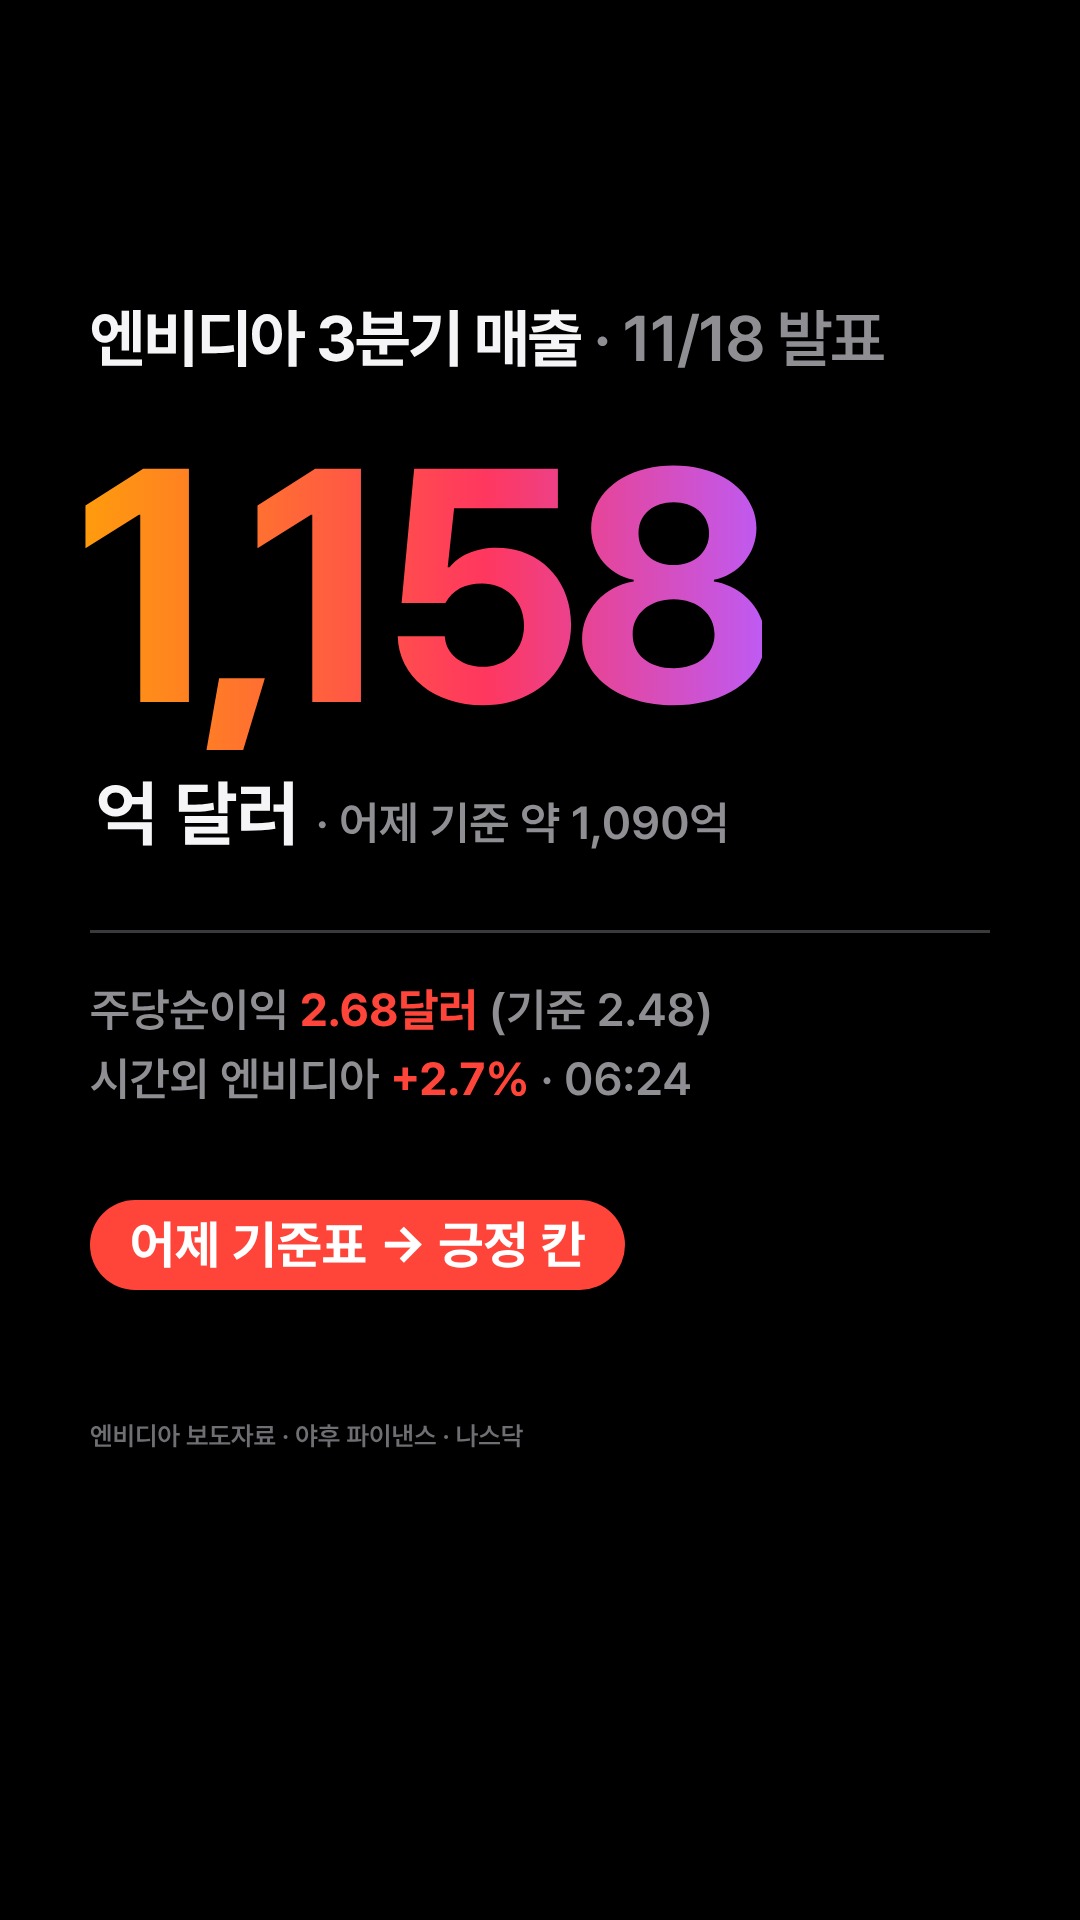 엔비디아 3분기 매출 · 11/18 발표
1,158
억 달러 · 어제 기준 약 1,090억
주당순이익 2.68달러 (기준 2.48)
시간외 엔비디아 +2.7% · 06:24
어제 기준표 → 긍정 칸
엔비디아 보도자료 · 야후 파이낸스 · 나스닥